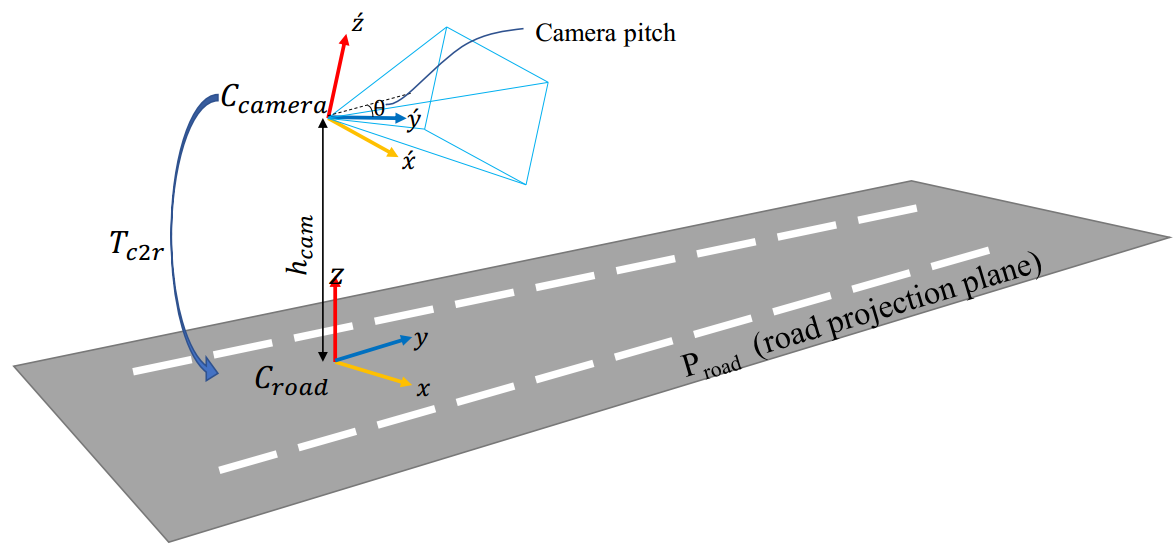 ź
Camera pitch
C_camera
θ
ý
x́
T_c2r
h_cam
z
y
C_road
x
P_road (road projection plane)